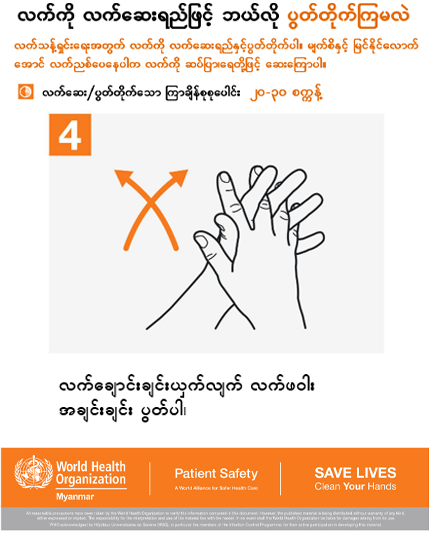 လက်ကို လက်ဆေးရည်ဖြင့် ဘယ်လို ပွတ်တိုက်ကြမလဲ
လက်သန့်ရှင်းရေးအတွက် လက်ကို လက်ဆေးရည်နှင့်ပွတ်တိုက်ပါ။ မျက်စိနှင့် မြင်နိုင်လောက်
အောင် လက်ညစ်ပေနေပါက လက်ကို ဆပ်ပြာရေတို့ဖြင့် ဆေးကြောပါ။
လက်ဆေး/ပွတ်တိုက်သော ကြာချိန်စုစုပေါင်း ၂၀-၃၀ စက္ကန့်
4
လက်ချောင်းချင်းယှက်လျက် လက်ဖဝါး
အချင်းချင်း ပွတ်ပါ၊
World Health
Organization
Myanmar
Patient Safety
A World Alliance for Safer Health Care
SAVE LIVES
Clean Your Hands